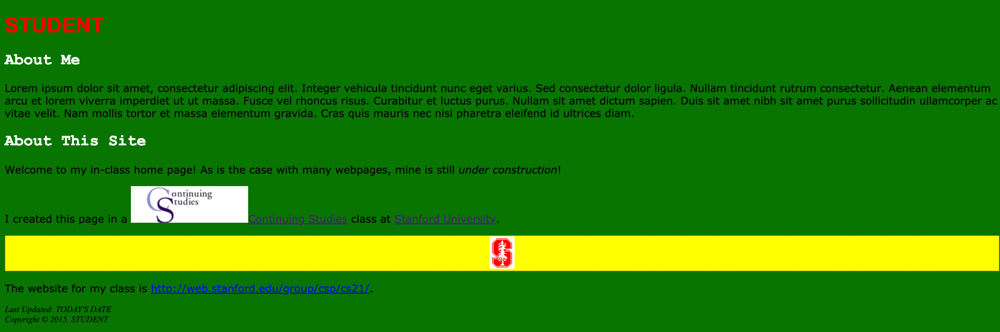 STUDENT
About Me
Lorem ipsum dolor sit amet, consectetur adipiscing elit. Integer vehicula tincidunt nunc eget varius. Sed consectetur dolor ligula. Nullam tincidunt rutrum consectetur. Aenean elementum
arcu et lorem viverra imperdiet ut ut massa. Fusce vel rhoncus risus. Curabitur et luctus purus. Nullam sit amet dictum sapien. Duis sit amet nibh sit amet purus sollicitudin ullamcorper ac
vitae velit. Nam mollis tortor et massa elementum gravida. Cras quis mauris nec nisi pharetra eleifend id ultrices diam.
About This Site
Welcome to my in-class home page! As is the case with many webpages, mine is still under construction!
Continuing
Studies
I created this page in a Continuing Studies class at Stanford University.
S
The website for my class is http://web.stanford.edu/group/csp/cs21/.
Last Updated: TODAY'S DATE
Copyright © 2015, STUDENT